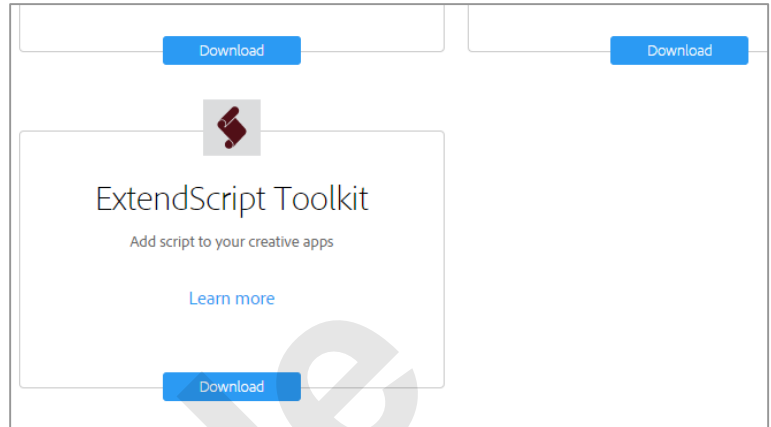 Download
Download
ExtendScript Toolkit
Add script to your creative apps
Learn more
Download